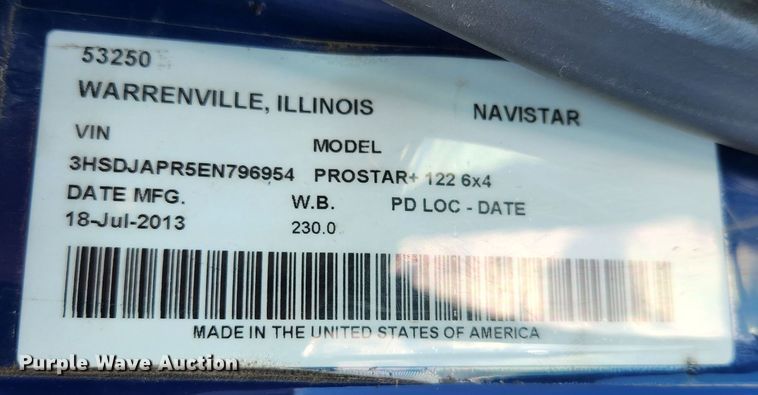 53250
WARRENVILLE, ILLINOIS NAVISTAR
VIN MODEL
3HSDJAPR5EN796954 PROSTAR+ 122 6x4
DATE MFG. W.B. PD LOC - DATE
18-Jul-2013 230.0
MADE IN THE UNITED STATES OF AMERICA
Purple Wave Auction